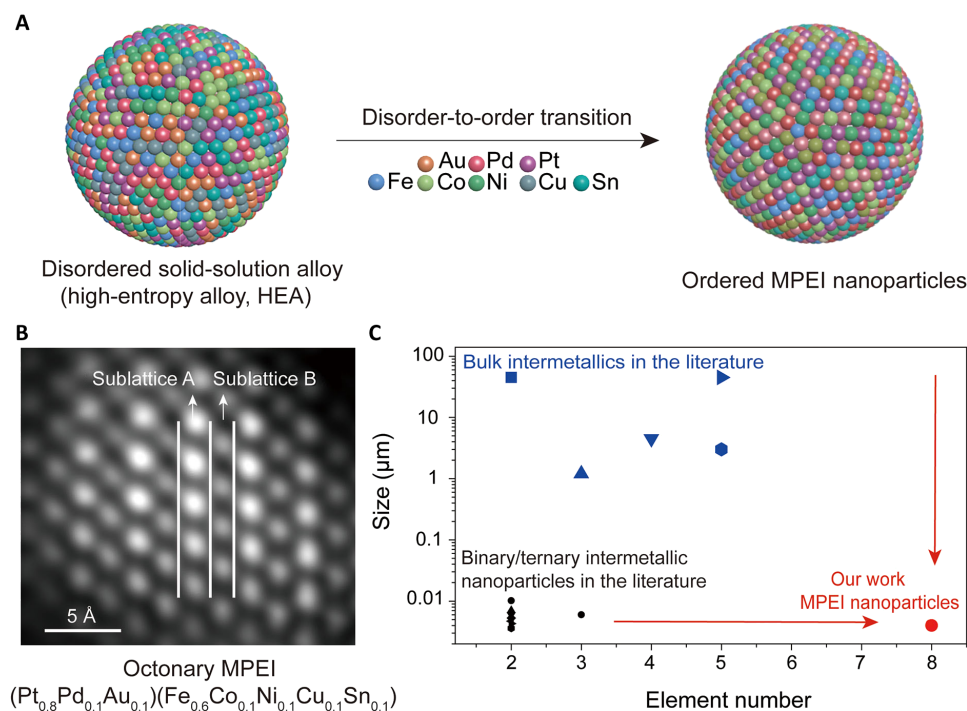 A
Disorder-to-order transition
Au Pd Pt
Fe Co Ni Cu Sn
Disordered solid-solution alloy
(high-entropy alloy, HEA)
Ordered MPEI nanoparticles
B
Sublattice A Sublattice B
5 Å
Octonary MPEI
(Pt0.8Pd0.1Au0.1)(Fe0.6Co0.1Ni0.1Cu0.1Sn0.1)
C
100
10
1
0.1
0.01
Size (μm)
Bulk intermetallics in the literature
Binary/ternary intermetallic
nanoparticles in the literature
Our work
MPEI nanoparticles
2 3 4 5 6 7 8
Element number